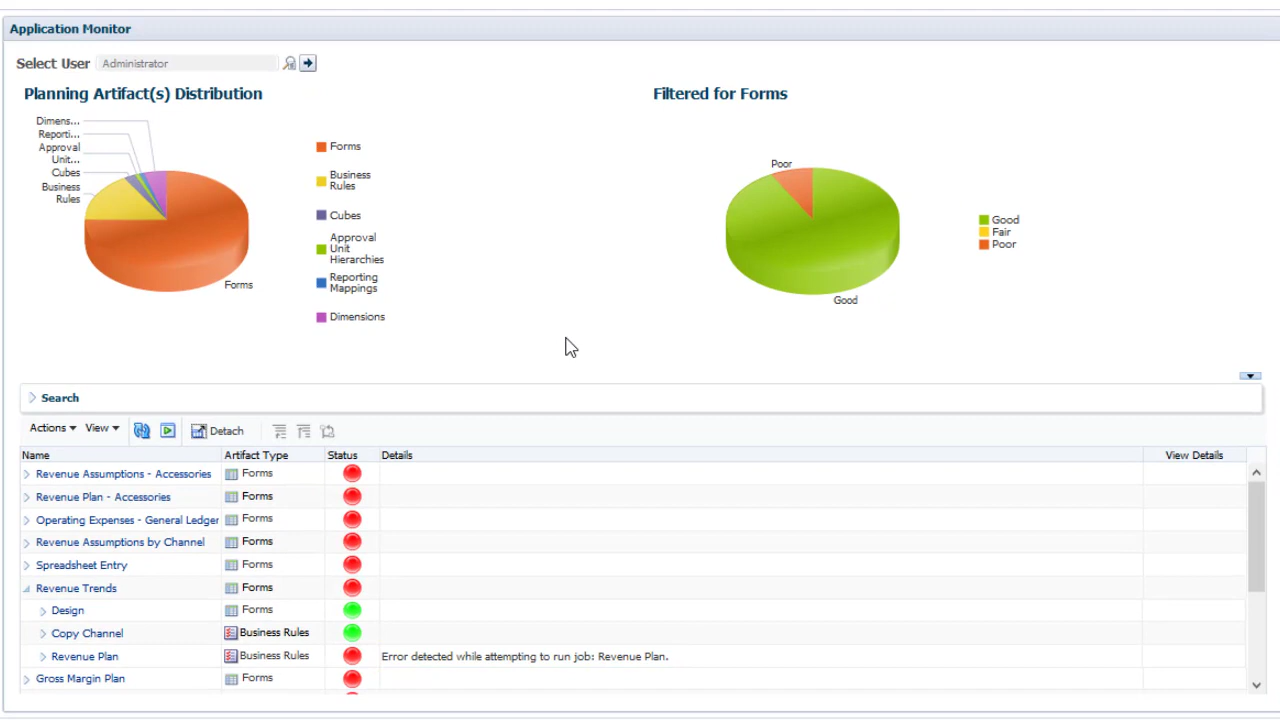 Application Monitor
Select User Administrator
Planning Artifact(s) Distribution
Filtered for Forms
Dimens...
Reporti...
Approval
Unit...
Cubes
Business
Rules
Forms
Forms
Business
Rules
Cubes
Approval
Unit
Hierarchies
Reporting
Mappings
Dimensions
Poor
Good
Good
Fair
Poor
Search
Actions View Detach
Name Artifact Type Status Details View Details
Revenue Assumptions - Accessories Forms
Revenue Plan - Accessories Forms
Operating Expenses - General Ledger Forms
Revenue Assumptions by Channel Forms
Spreadsheet Entry Forms
Revenue Trends Forms
Design Forms
Copy Channel Business Rules
Revenue Plan Business Rules Error detected while attempting to run job: Revenue Plan.
Gross Margin Plan Forms